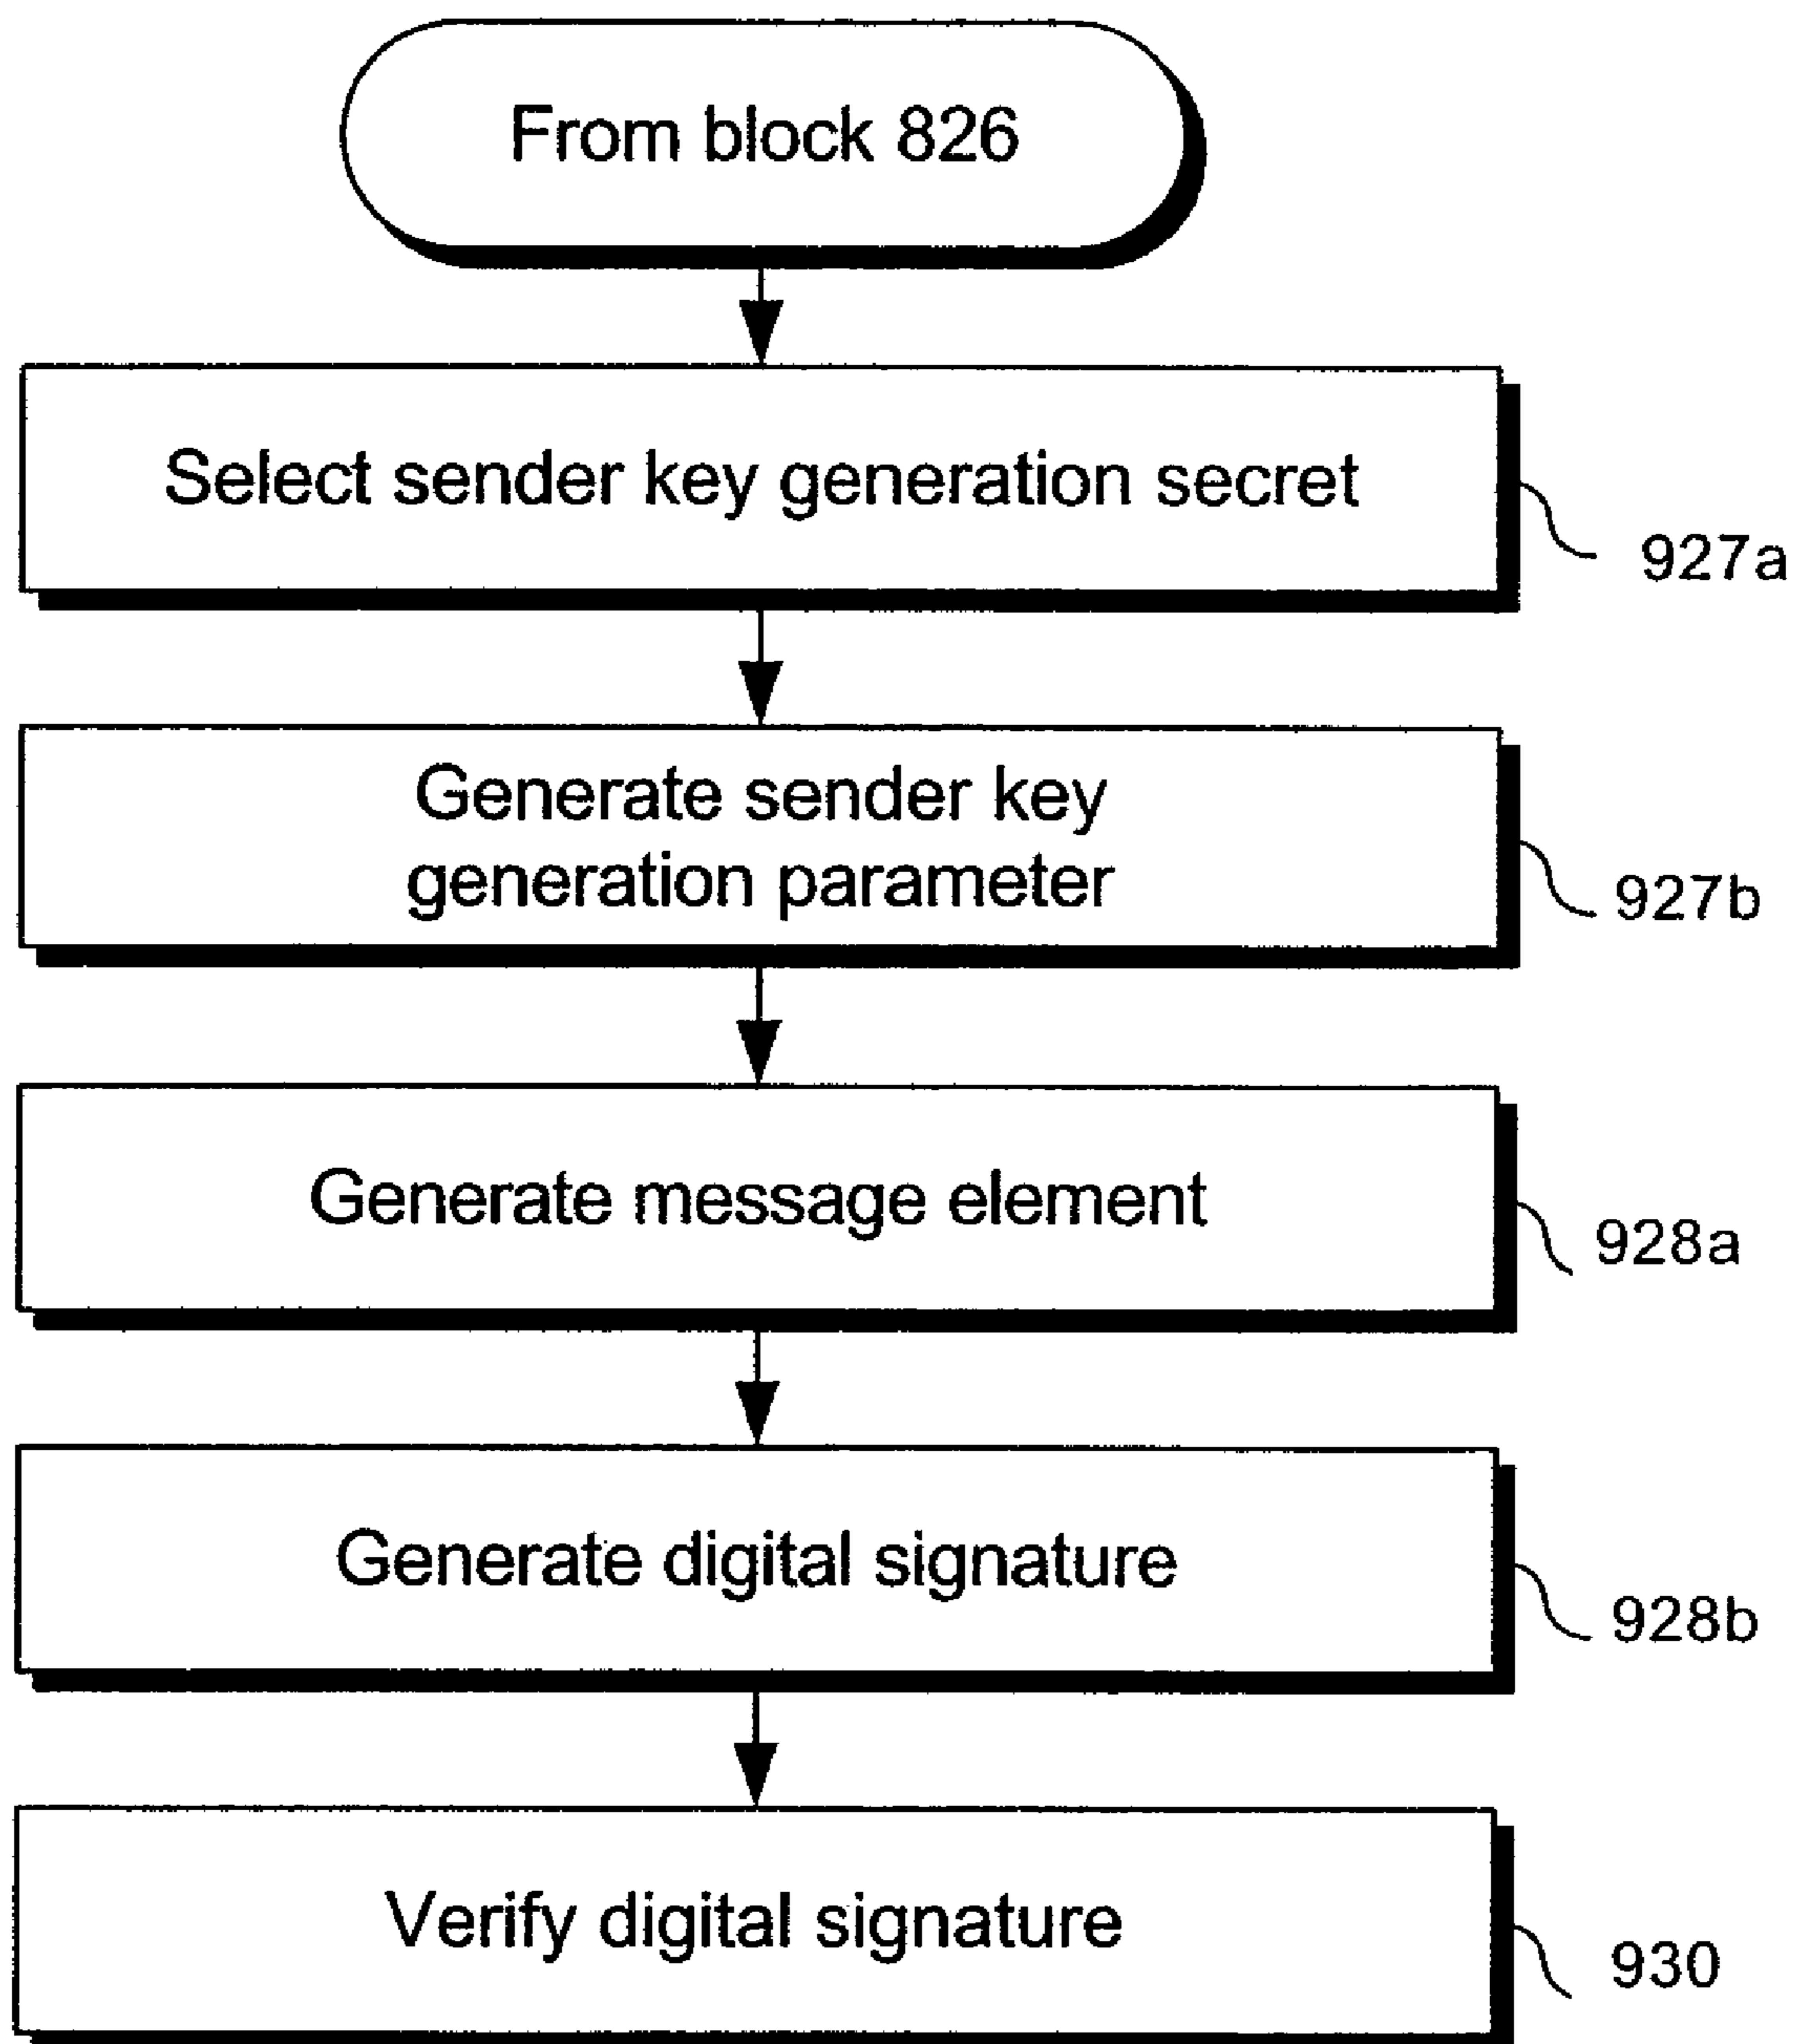 From block 826
Select sender key generation secret
927a
Generate sender key
generation parameter
927b
Generate message element
928a
Generate digital signature
928b
Verify digital signature
930